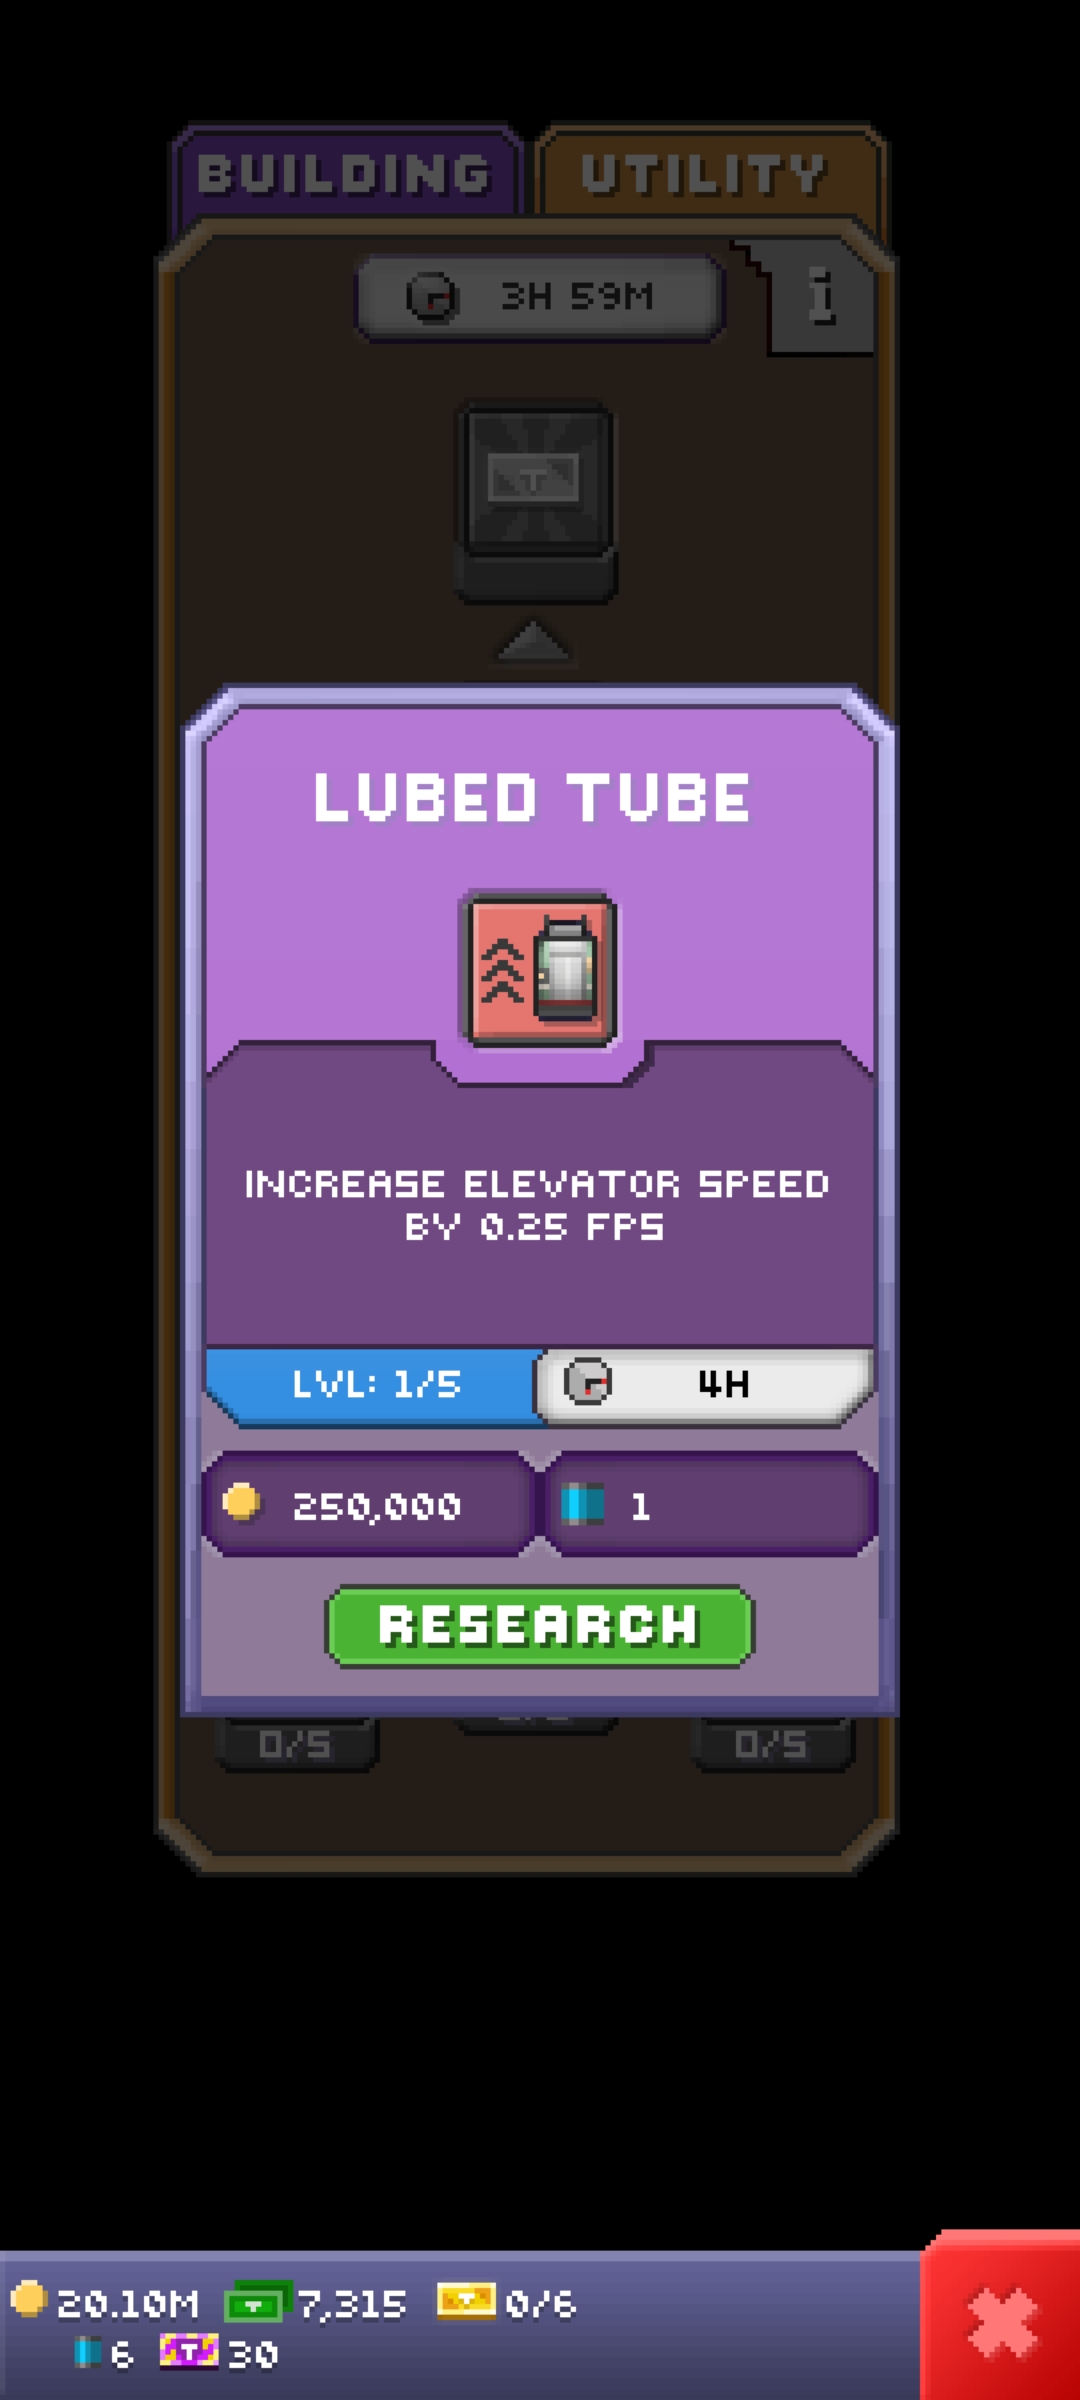 BUILDING UTILITY
3H 59M i
LUBED TUBE
INCREASE ELEVATOR SPEED
BY 0.25 FPS
LVL: 1/5 4H
250,000 1
RESEARCH
0/5 0/5
20.10M 7,315 0/6
6 30